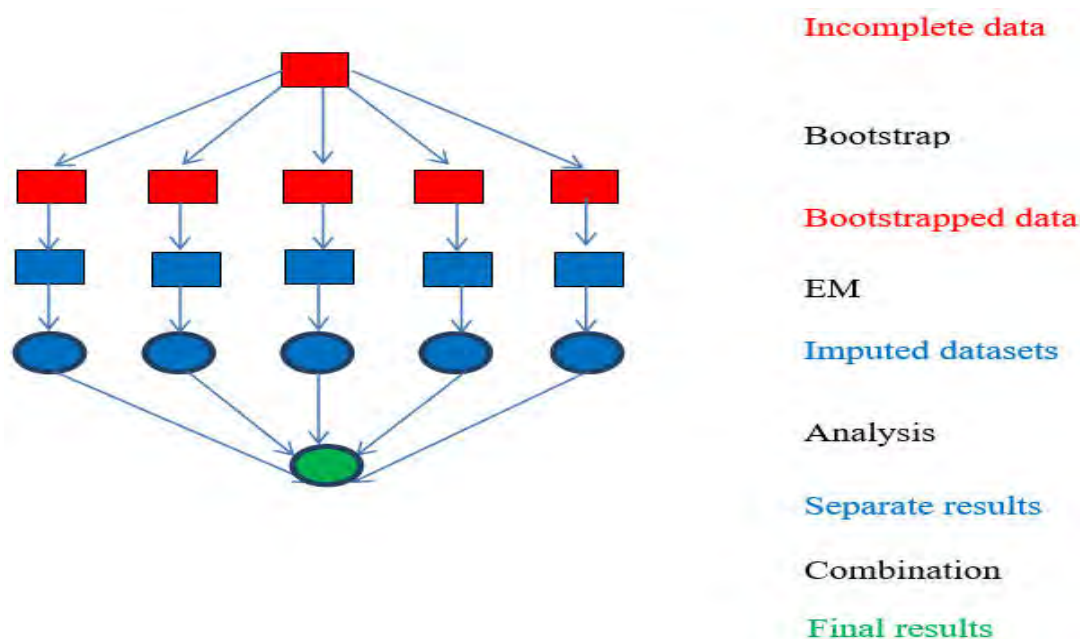 Incomplete data
Bootstrap
Bootstrapped data
EM
Imputed datasets
Analysis
Separate results
Combination
Final results